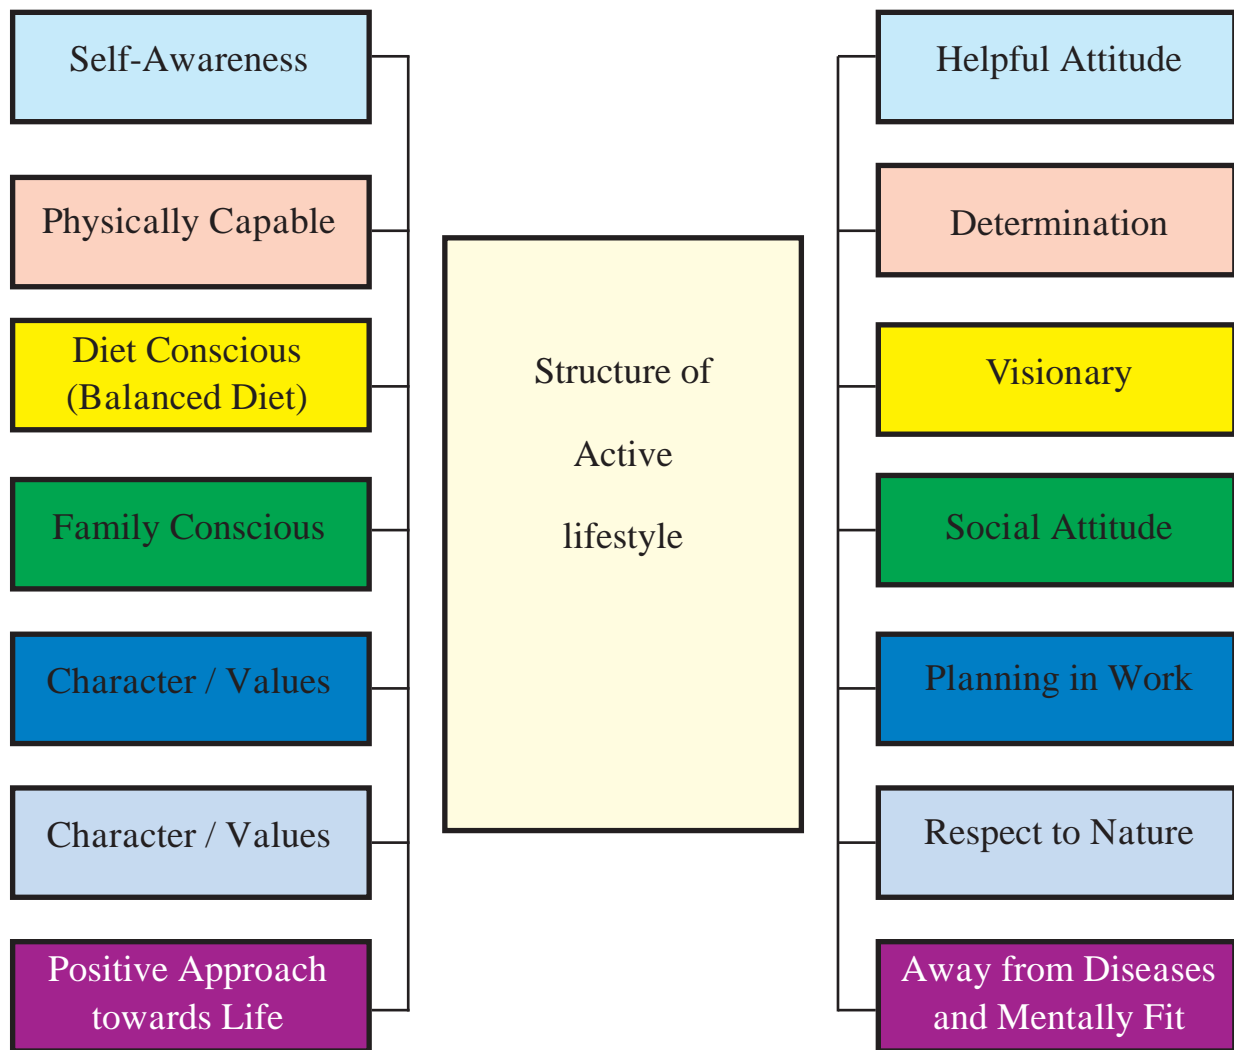 Self-Awareness
Physically Capable
Diet Conscious
(Balanced Diet)
Family Conscious
Character / Values
Character / Values
Positive Approach
towards Life
Structure of
Active
lifestyle
Helpful Attitude
Determination
Visionary
Social Attitude
Planning in Work
Respect to Nature
Away from Diseases
and Mentally Fit